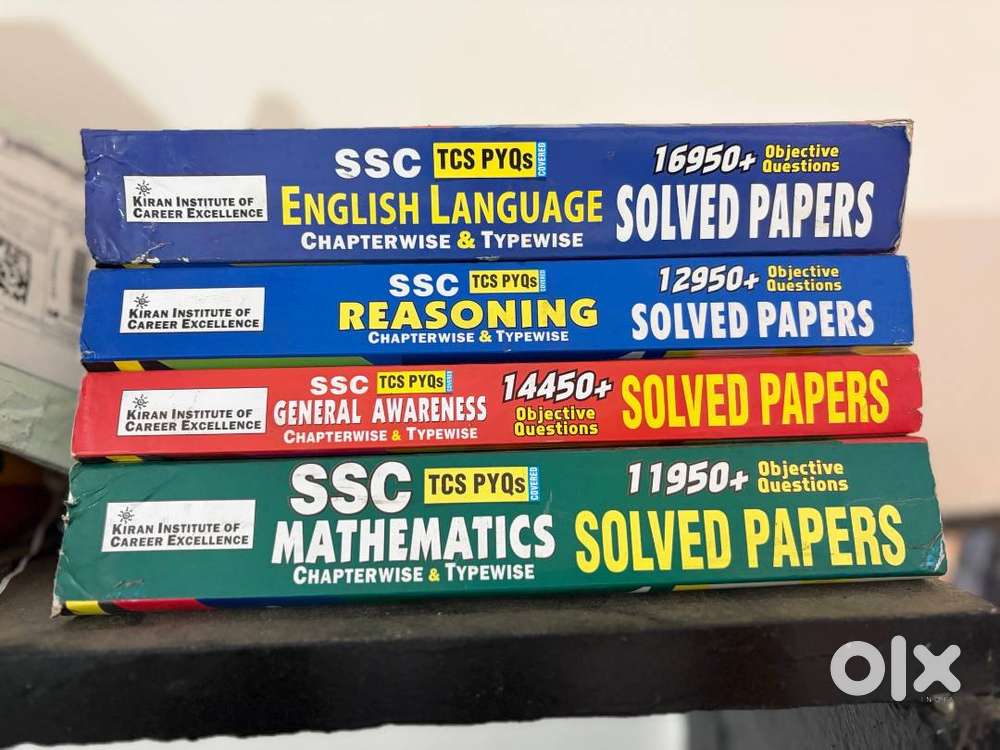 KIRAN INSTITUTE OF
CAREER EXCELLENCE
SSC TCS PYQs COVERED
ENGLISH LANGUAGE
CHAPTERWISE & TYPEWISE
16950+ Objective
Questions
SOLVED PAPERS
KIRAN INSTITUTE OF
CAREER EXCELLENCE
SSC TCS PYQs COVERED
REASONING
CHAPTERWISE & TYPEWISE
12950+ Objective
Questions
SOLVED PAPERS
KIRAN INSTITUTE OF
CAREER EXCELLENCE
SSC TCS PYQs COVERED
GENERAL AWARENESS
CHAPTERWISE & TYPEWISE
14450+
Objective
Questions
SOLVED PAPERS
KIRAN INSTITUTE OF
CAREER EXCELLENCE
SSC TCS PYQs COVERED
MATHEMATICS
CHAPTERWISE & TYPEWISE
11950+ Objective
Questions
SOLVED PAPERS
olx
INDIA